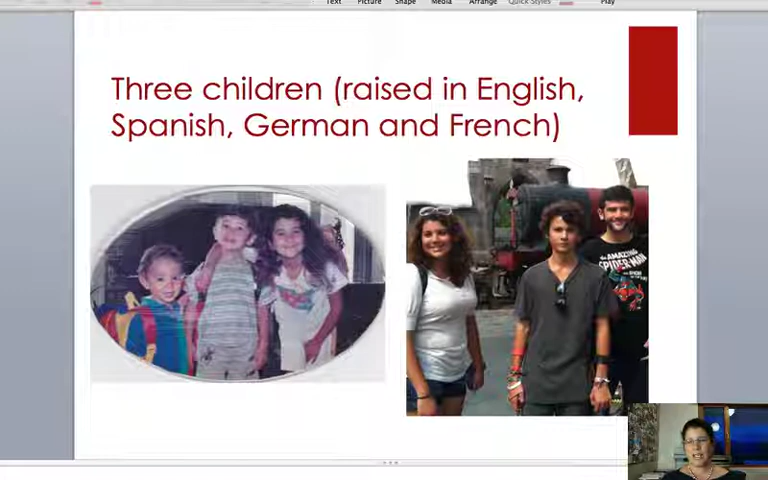 Text Picture Shape Media Arrange Quick Styles Play
Three children (raised in English,
Spanish, German and French)
THE AMAZING
SPIDER-MAN